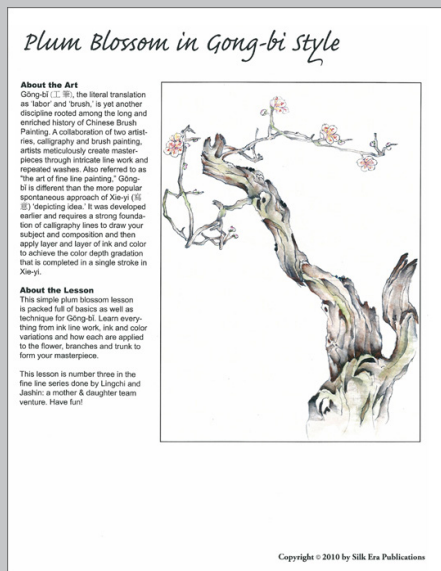 Plum Blossom in Gong-bi Style
About the Art
Gōng-bǐ (工 筆), the literal translation
as ‘labor’ and ‘brush,’ is yet another
discipline rooted among the long and
enriched history of Chinese Brush
Painting. A collaboration of two artist-
ries, calligraphy and brush painting,
artists meticulously create master-
pieces through intricate line work and
repeated washes. Also referred to as
“the art of fine line painting,” Gōng-
bǐ is different than the more popular
spontaneous approach of Xie-yi (寫
意) ‘depicting idea.’ It was developed
earlier and requires a strong founda-
tion of calligraphy lines to draw your
subject and composition and then
apply layer and layer of ink and color
to achieve the color depth gradation
that is completed in a single stroke in
Xie-yi.
About the Lesson
This simple plum blossom lesson
is packed full of basics as well as
technique for Gōng-bǐ. Learn every-
thing from ink line work, ink and color
variations and how each are applied
to the flower, branches and trunk to
form your masterpiece.
This lesson is number three in the
fine line series done by Lingchi and
Jashin: a mother & daughter team
venture. Have fun!
Copyright © 2010 by Silk Era Publications